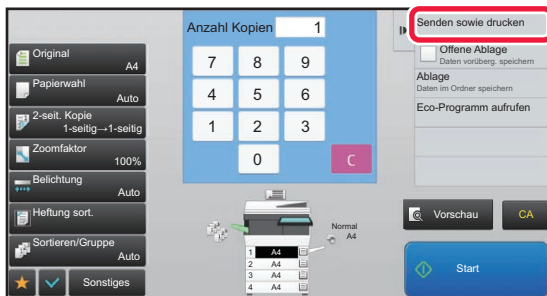 Anzahl Kopien 1
Original
A4
Papierwahl
Auto
2-seit. Kopie
1-seitig→1-seitig
Zoomfaktor
100%
Belichtung
Auto
Heftung sort.
Sortieren/Gruppe
Auto
Sonstiges
7 8 9
4 5 6
1 2 3
0 C
Normal
A4
1 A4
2 A4
3 A4
4 A4
Senden sowie drucken
Offene Ablage
Daten vorüberg. speichern
Ablage
Daten im Ordner speichern
Eco-Programm aufrufen
Vorschau
CA
Start